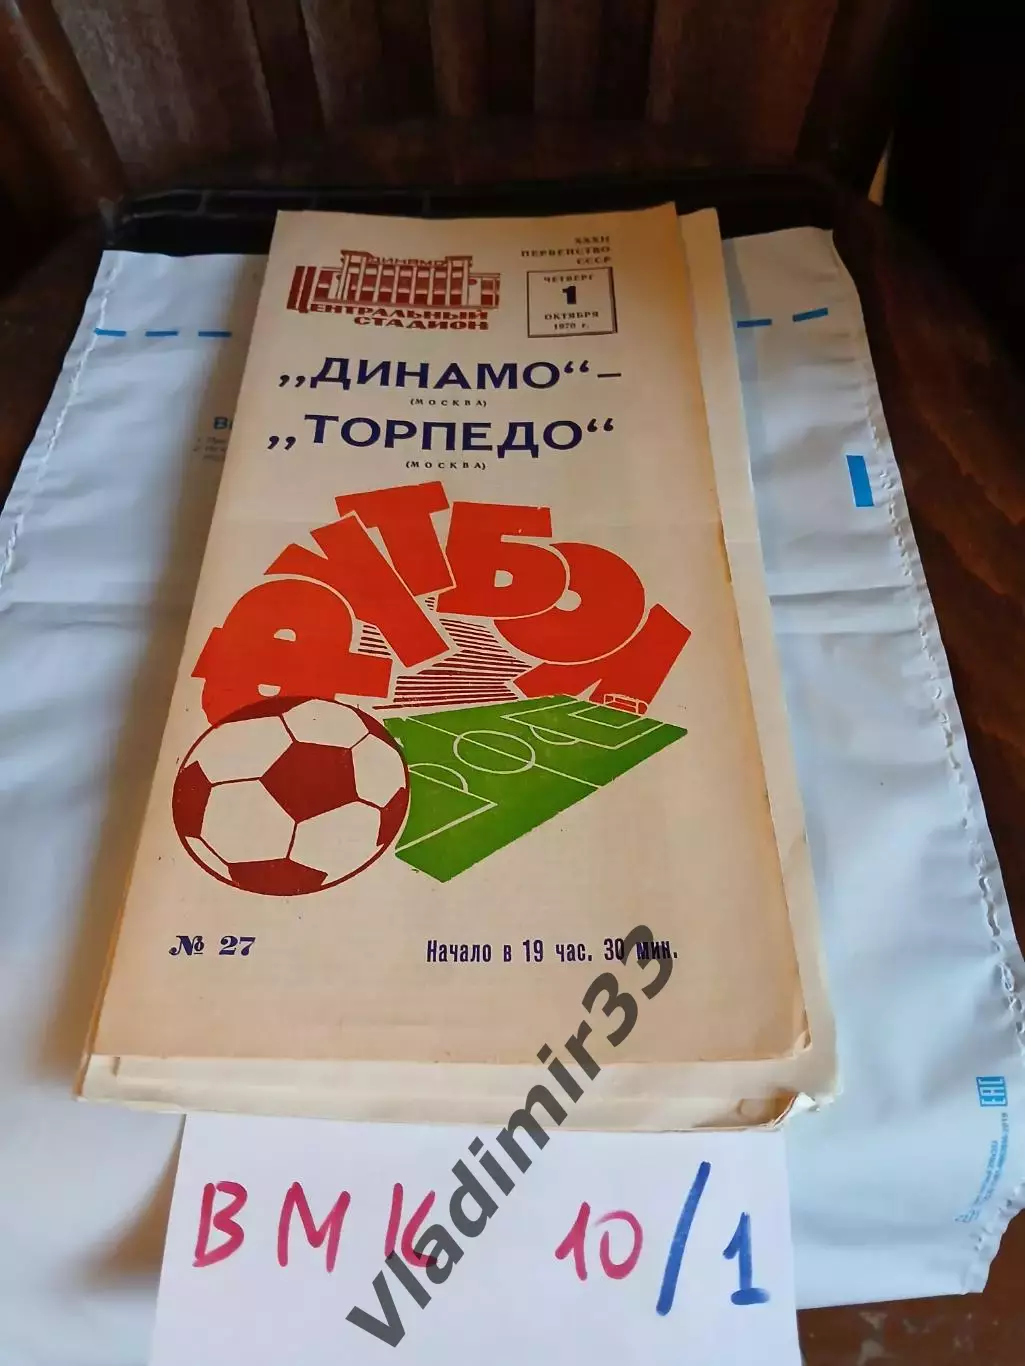 XXXII
ПЕРВЕНСТВО
СССР
ДИНАМО
ЦЕНТРАЛЬНЫЙ
СТАДИОН
ЧЕТВЕРГ
1
ОКТЯБРЯ
1970 г.
„ДИНАМО“ –
(МОСКВА)
„ТОРПЕДО“
(МОСКВА)
ФУТБОЛ
№ 27
Начало в 19 час. 30 мин.
EAC
ВМК 10/1
Vladimir33